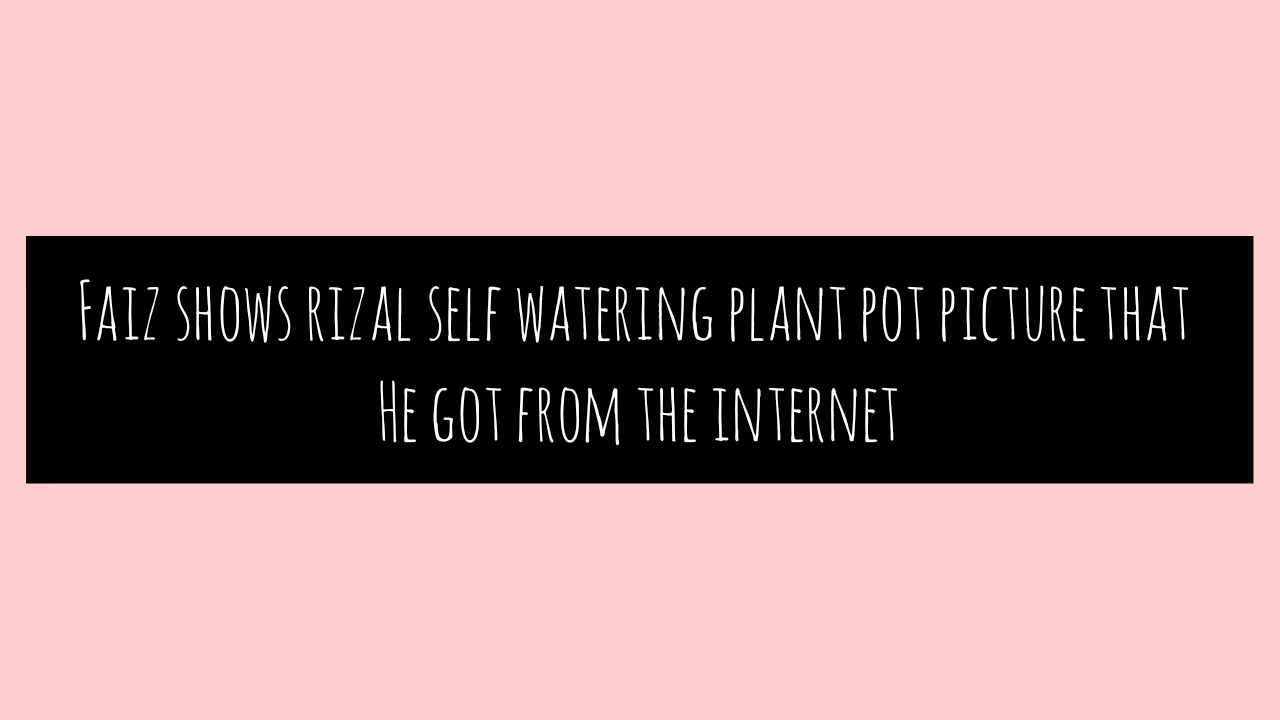 Faiz shows rizal self watering plant pot picture that
He got from the internet